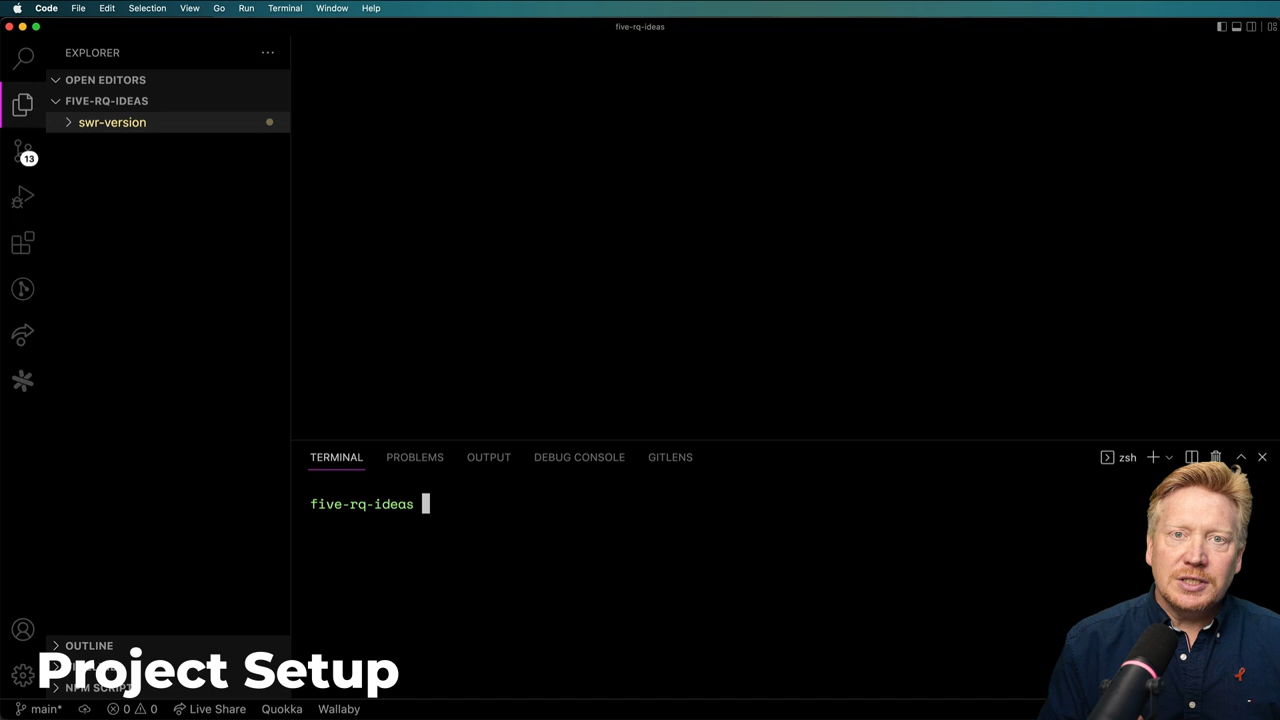 Code File Edit Selection View Go Run Terminal Window Help
five-rq-ideas
EXPLORER
OPEN EDITORS
FIVE-RQ-IDEAS
swr-version
13
TERMINAL PROBLEMS OUTPUT DEBUG CONSOLE GITLENS
zsh
five-rq-ideas
OUTLINE
Project Setup
NPM SCRIPT
main* 0 0 Live Share Quokka Wallaby